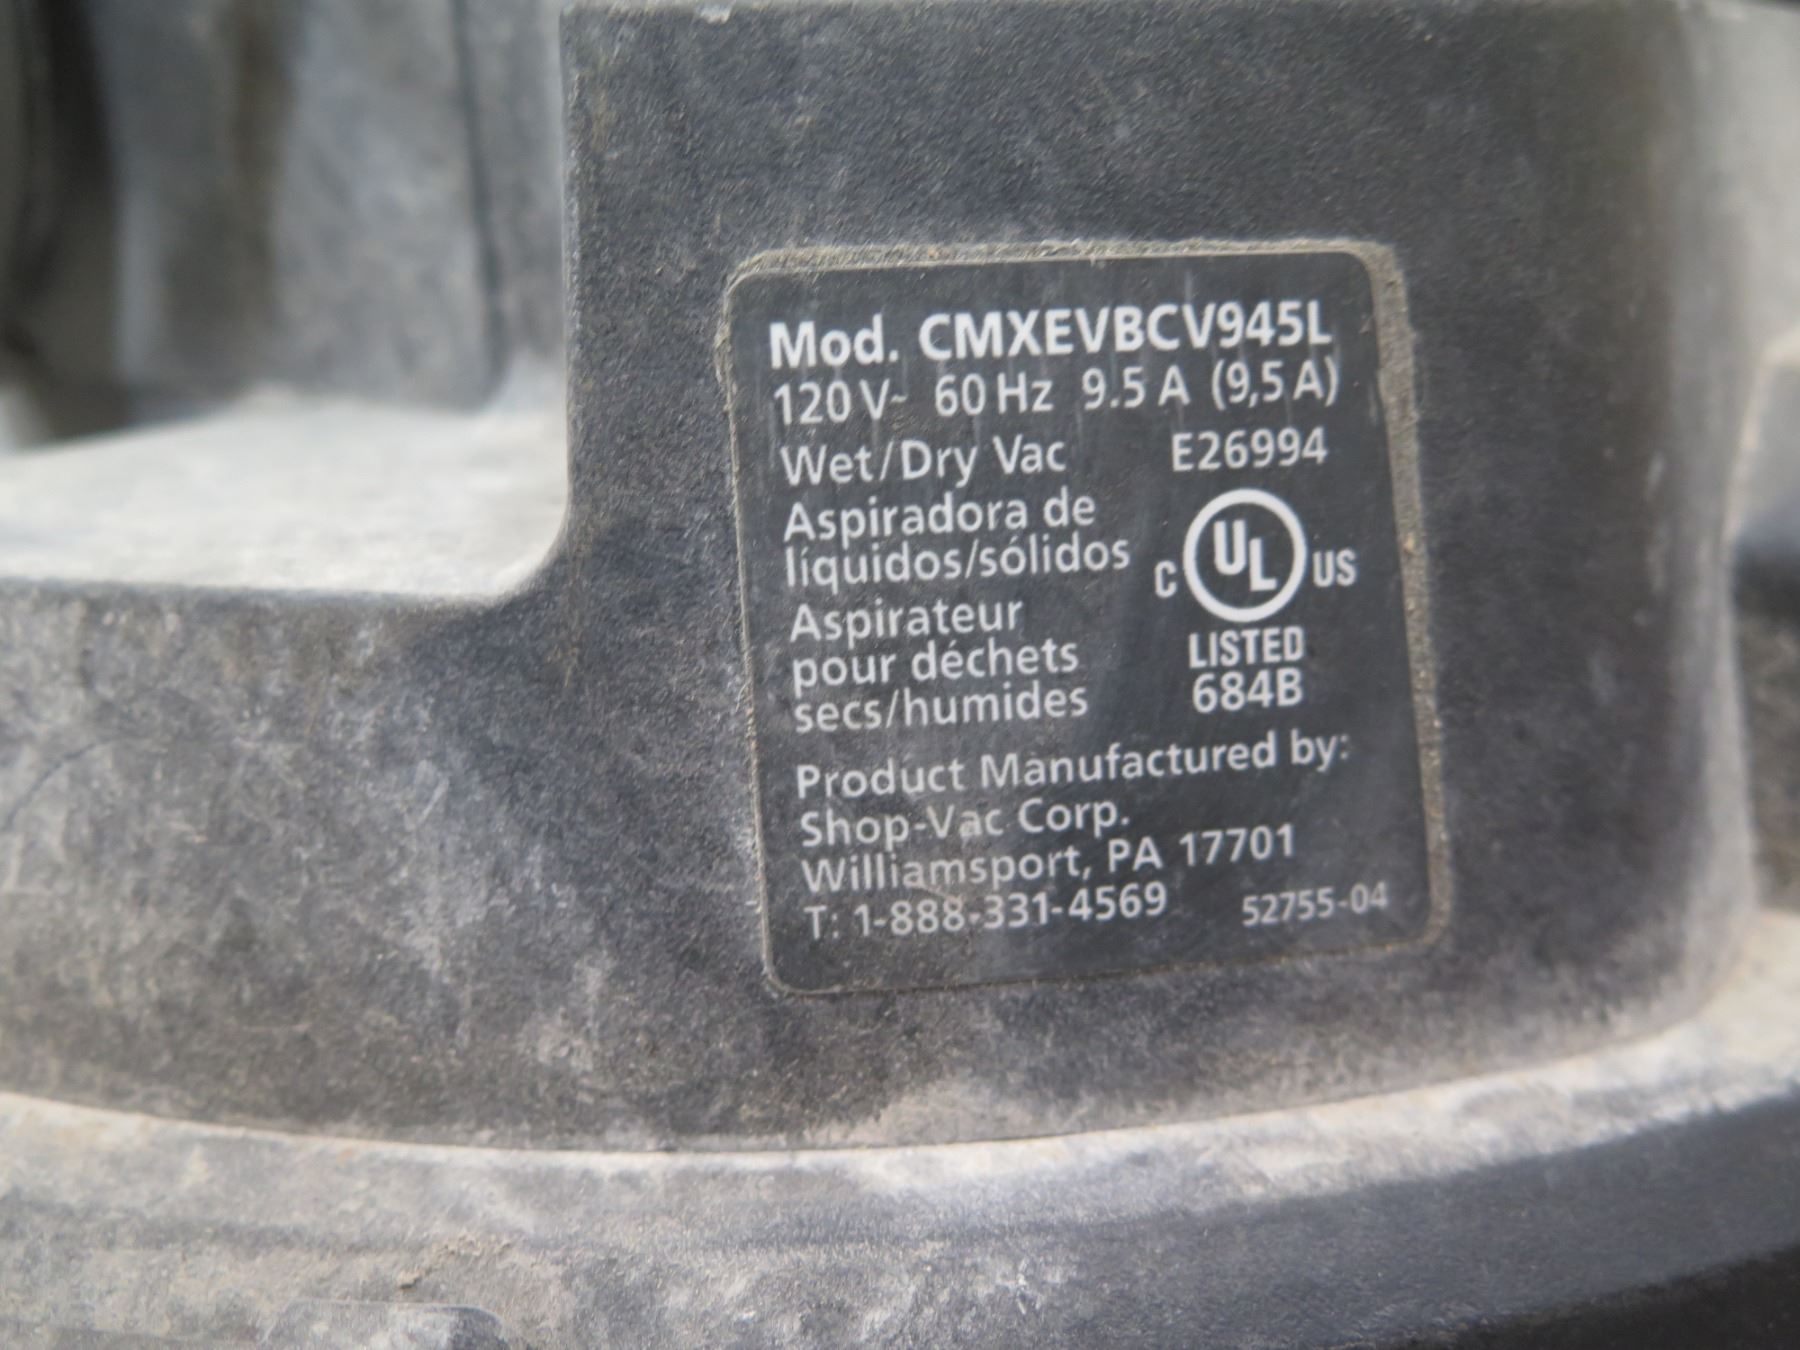 Mod. CMXEVBCV945L
120 V~ 60 Hz 9.5 A (9,5 A)
Wet/Dry Vac E26994
Aspiradora de
líquidos/sólidos
Aspirateur
pour déchets
secs/humides
C UL US
LISTED
684B
Product Manufactured by:
Shop-Vac Corp.
Williamsport, PA 17701
T: 1-888-331-4569 52755-04